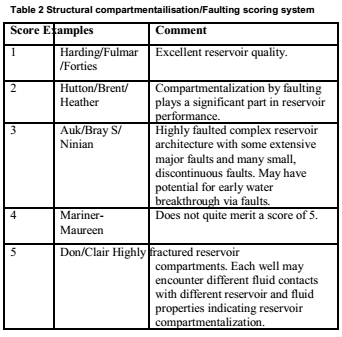 Table 2 Structural compartmentailisation/Faulting scoring system
Score Examples Comment
1 Harding/Fulmar Excellent reservoir quality.
/Forties
2 Hutton/Brent/ Compartmentalization by faulting
Heather plays a significant part in reservoir
performance.
3 Auk/Bray S/ Highly faulted complex reservoir
Ninian architecture with some extensive
major faults and many small,
discontinuous faults. May have
potential for early water
breakthrough via faults.
4 Mariner- Does not quite merit a score of 5.
Maureen
5 Don/Clair Highly fractured reservoir
compartments. Each well may
encounter different fluid contacts
with different reservoir and fluid
properties indicating reservoir
compartmentalization.